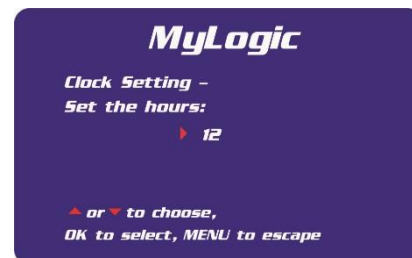 MyLogic
Clock Setting -
Set the hours:
▶ 12
▲ or ▼ to choose,
OK to select, MENU to escape